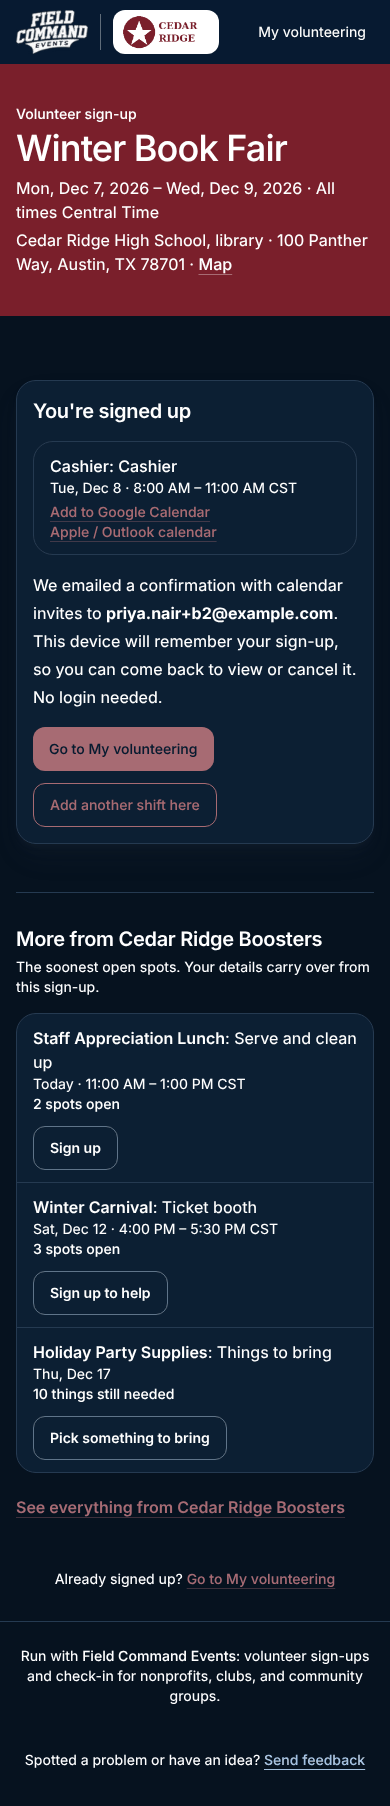 FIELD COMMAND EVENTS
CEDAR RIDGE
My volunteering
Volunteer sign-up
Winter Book Fair
Mon, Dec 7, 2026 – Wed, Dec 9, 2026 · All
times Central Time
Cedar Ridge High School, library · 100 Panther
Way, Austin, TX 78701 · Map
You're signed up
Cashier: Cashier
Tue, Dec 8 · 8:00 AM – 11:00 AM CST
Add to Google Calendar
Apple / Outlook calendar
We emailed a confirmation with calendar
invites to priya.nair+b2@example.com.
This device will remember your sign-up,
so you can come back to view or cancel it.
No login needed.
Go to My volunteering
Add another shift here
More from Cedar Ridge Boosters
The soonest open spots. Your details carry over from
this sign-up.
Staff Appreciation Lunch: Serve and clean
up
Today · 11:00 AM – 1:00 PM CST
2 spots open
Sign up
Winter Carnival: Ticket booth
Sat, Dec 12 · 4:00 PM – 5:30 PM CST
3 spots open
Sign up to help
Holiday Party Supplies: Things to bring
Thu, Dec 17
10 things still needed
Pick something to bring
See everything from Cedar Ridge Boosters
Already signed up? Go to My volunteering
Run with Field Command Events: volunteer sign-ups
and check-in for nonprofits, clubs, and community
groups.
Spotted a problem or have an idea? Send feedback